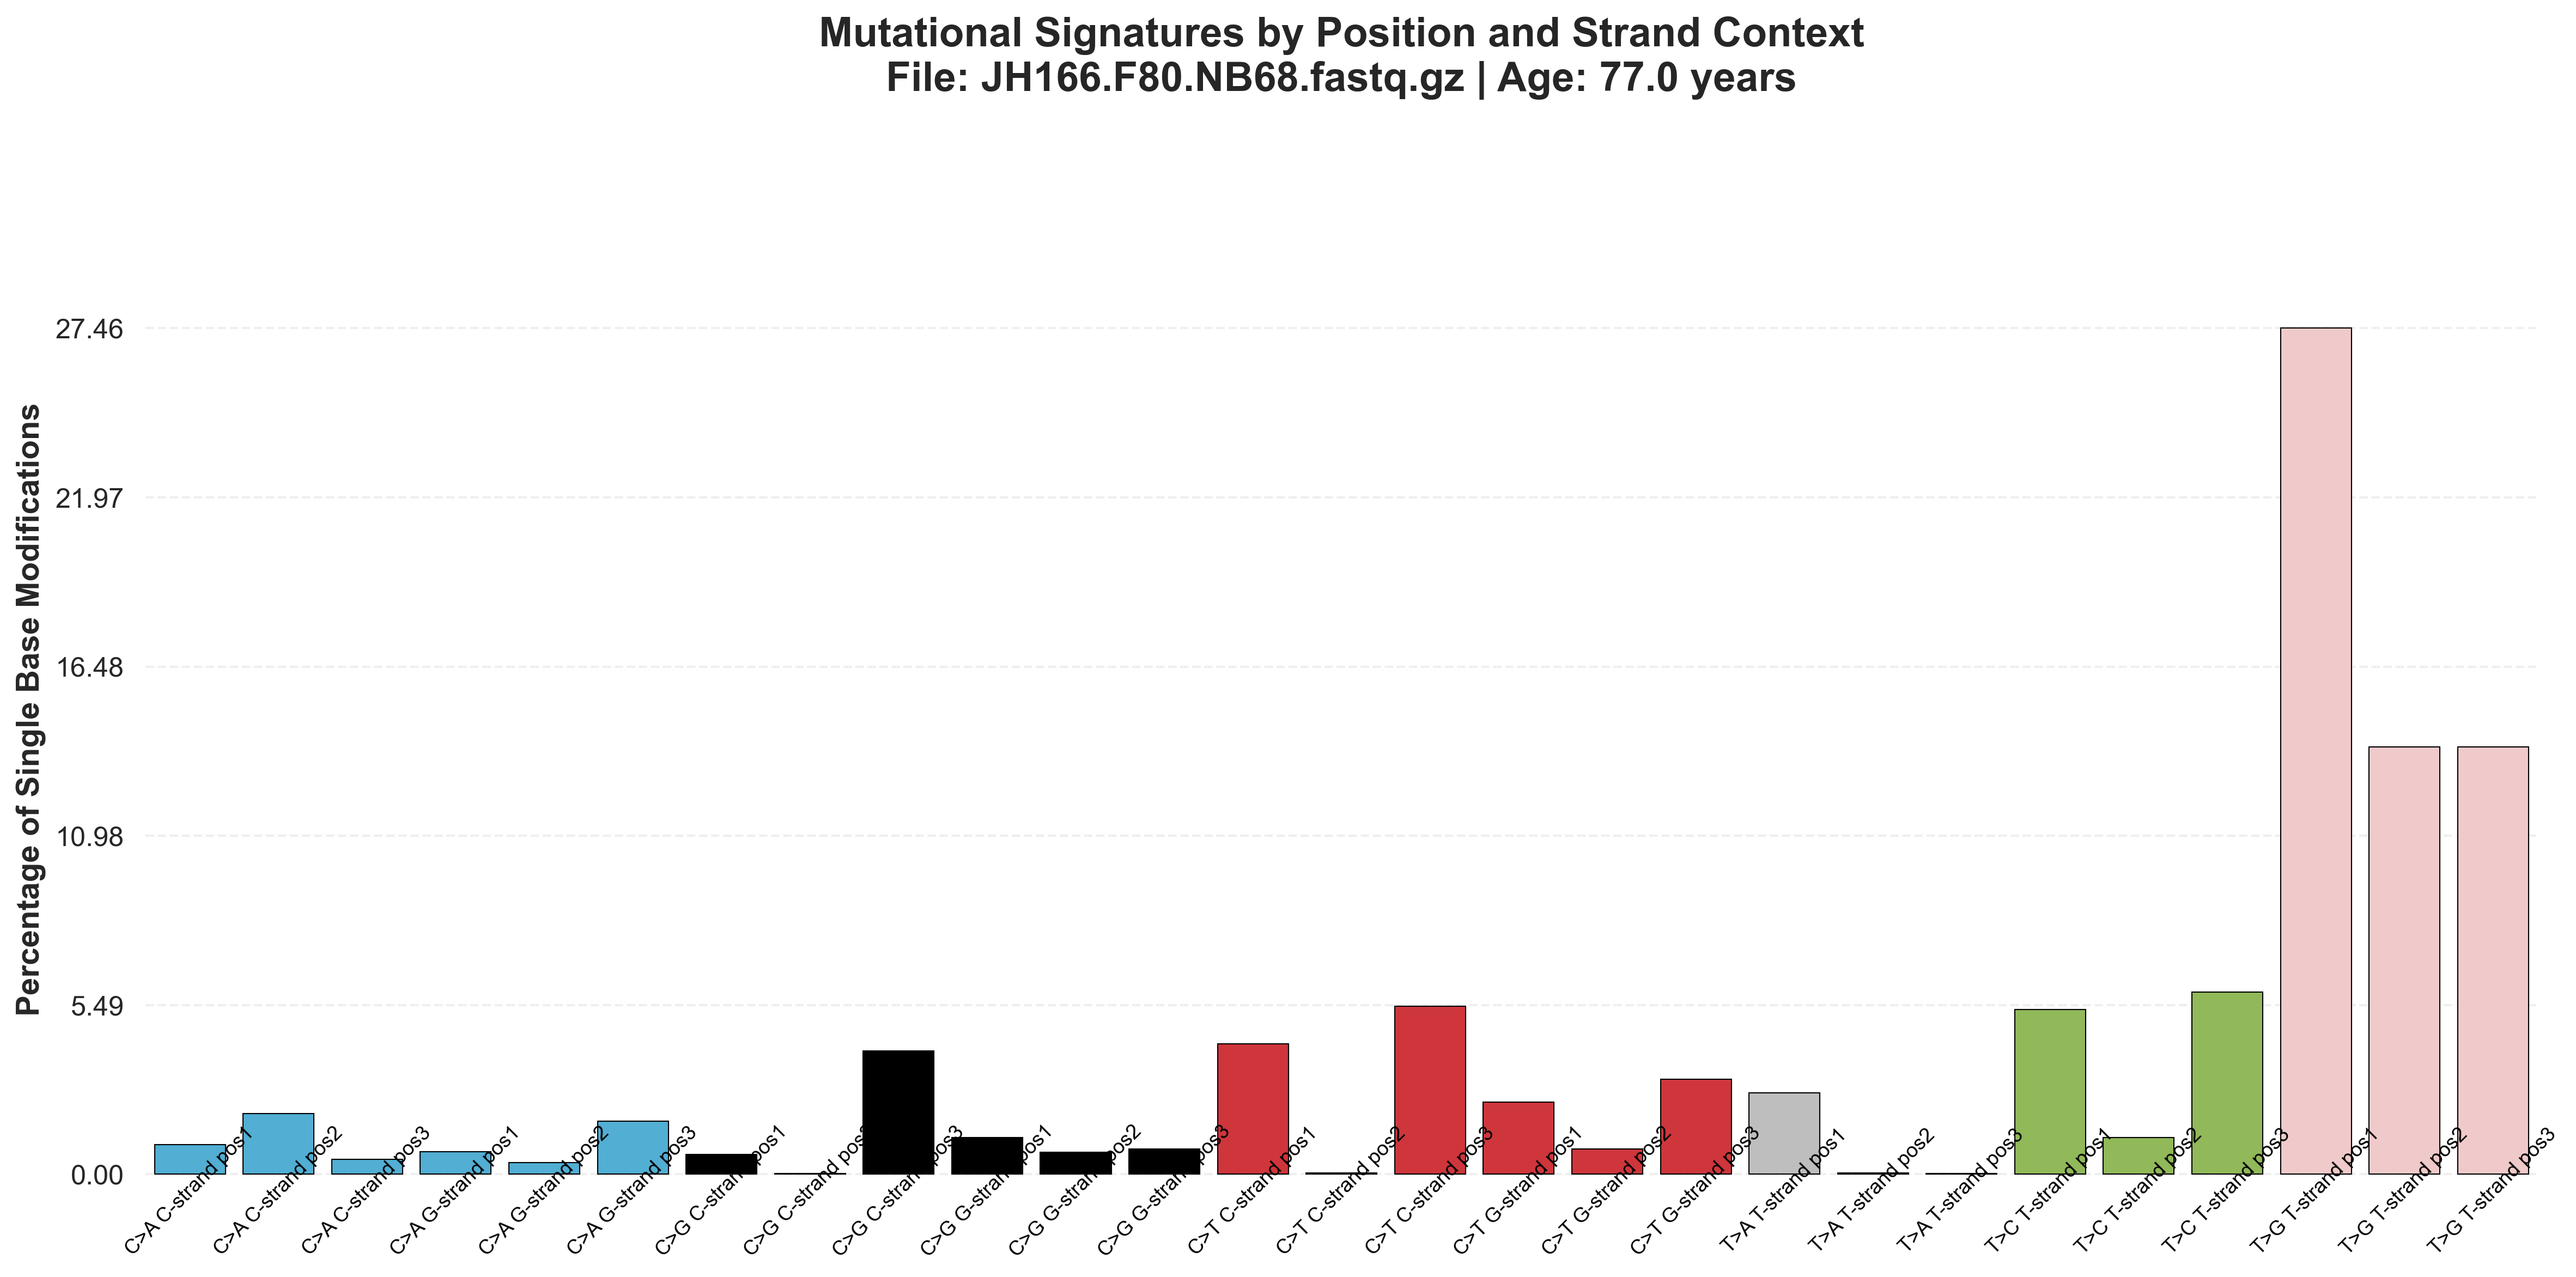 Mutational Signatures by Position and Strand Context
File: JH166.F80.NB68.fastq.gz | Age: 77.0 years
Percentage of Single Base Modifications
27.46
21.97
16.48
10.98
5.49
0.00
C>A C-strand pos1
C>A C-strand pos2
C>A C-strand pos3
C>A G-strand pos1
C>A G-strand pos2
C>A G-strand pos3
C>G C-strand pos1
C>G C-strand pos2
C>G C-strand pos3
C>G G-strand pos1
C>G G-strand pos2
C>G G-strand pos3
C>T C-strand pos1
C>T C-strand pos2
C>T C-strand pos3
C>T G-strand pos1
C>T G-strand pos2
C>T G-strand pos3
T>A T-strand pos1
T>A T-strand pos2
T>A T-strand pos3
T>C T-strand pos1
T>C T-strand pos2
T>C T-strand pos3
T>G T-strand pos1
T>G T-strand pos2
T>G T-strand pos3